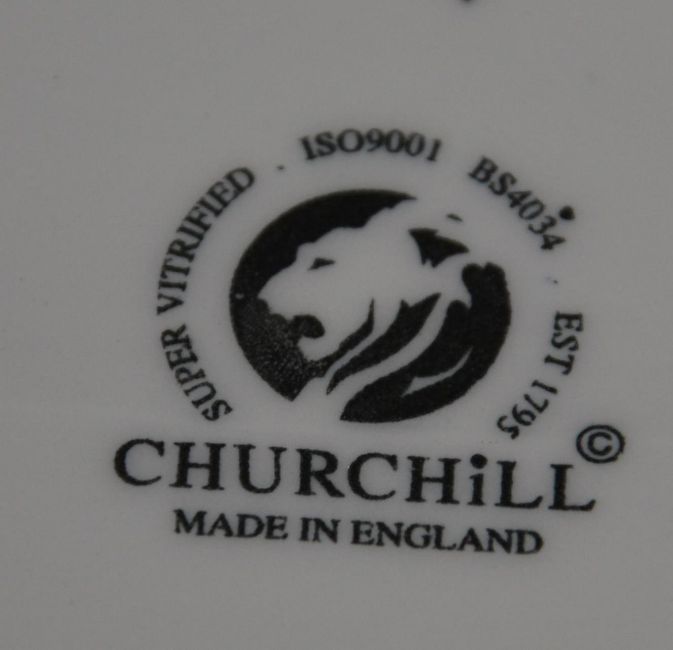 SUPER VITRIFIED · ISO9001 BS4034 · EST 1795
CHURCHiLL ©
MADE IN ENGLAND